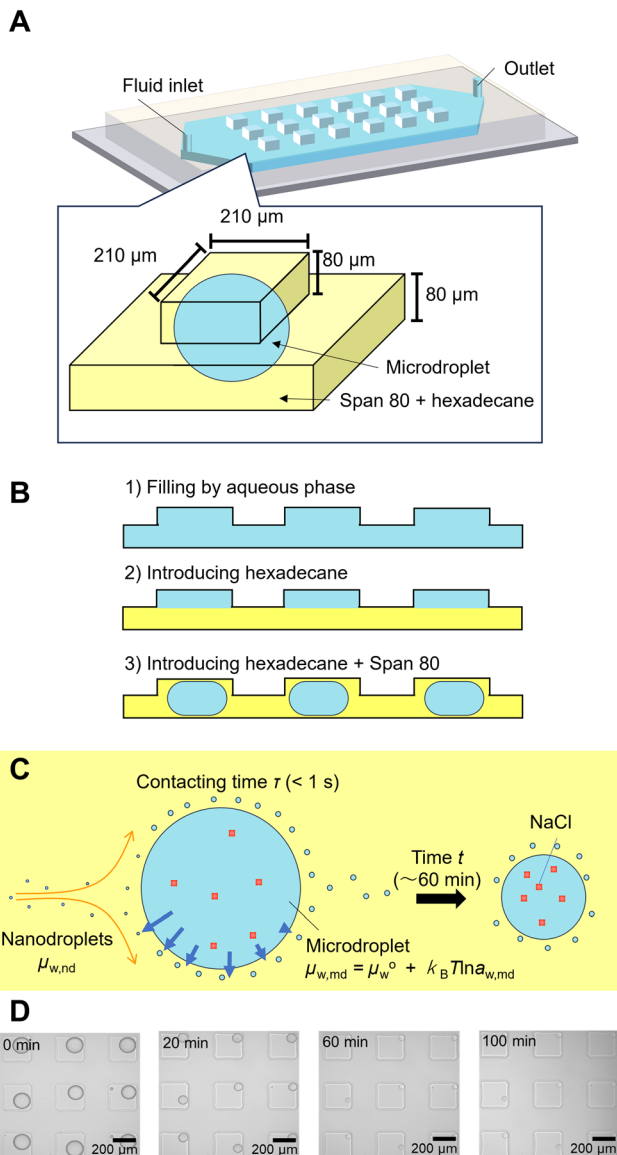 A
Fluid inlet
Outlet
210 µm
210 µm
80 µm
80 µm
Microdroplet
Span 80 + hexadecane
B
1) Filling by aqueous phase
2) Introducing hexadecane
3) Introducing hexadecane + Span 80
C
Contacting time τ (< 1 s)
NaCl
Time t
(～60 min)
Nanodroplets
μw,nd
Microdroplet
μw,md = μw° + kBTlnaw,md
D
0 min
20 min
60 min
100 min
200 µm
200 µm
200 µm
200 µm